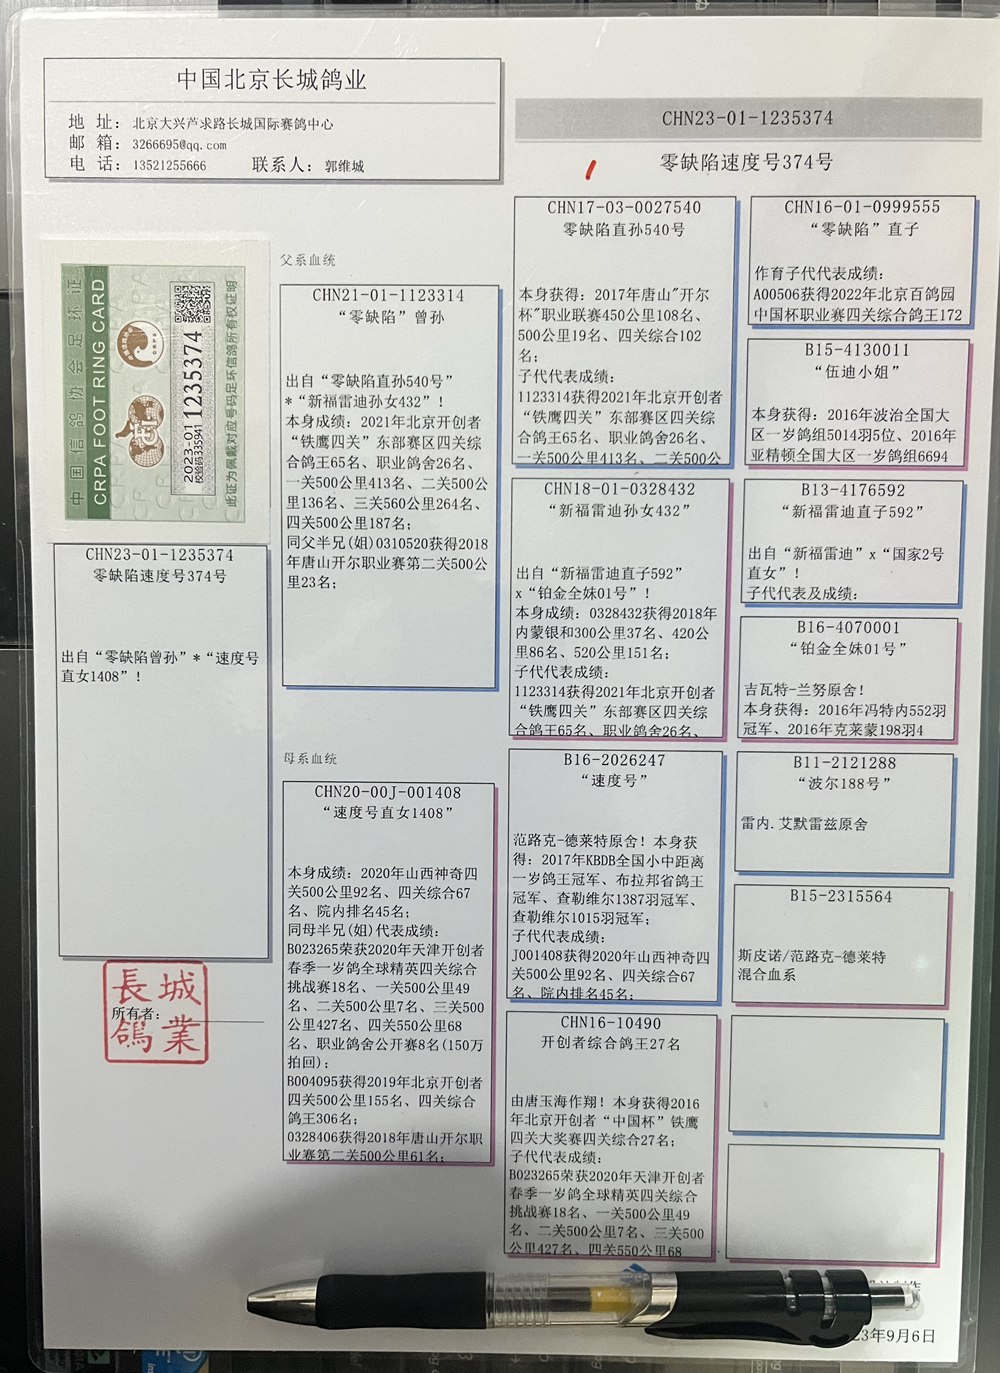 中国北京长城鸽业
地 址：北京大兴芦求路长城国际赛鸽中心
邮 箱：3266695@qq.com
电 话：13521255666 联系人：郭维城
CHN23-01-1235374
零缺陷速度号374号
中国信鸽协会足环证
CRPA FOOT RING CARD
2023-01 1235374
校验码335941
此证为佩戴对应号码足环信鸽所有权证明
CHN23-01-1235374
零缺陷速度号374号
出自“零缺陷曾孙”*“速度号
直女1408”！
長城
鸽業
所有者：
父系血统
CHN21-01-1123314
“零缺陷”曾孙
出自“零缺陷直孙540号”
*“新福雷迪孙女432”！
本身成绩：2021年北京开创者
“铁鹰四关”东部赛区四关综
合鸽王65名、职业鸽舍26名、
一关500公里413名、二关500公
里136名、三关560公里264名、
四关500公里187名；
同父半兄(姐)0310520获得2018
年唐山开尔职业赛第二关500公
里23名；
母系血统
CHN20-00J-001408
“速度号直女1408”
本身成绩：2020年山西神奇四
关500公里92名、四关综合67
名、院内排名45名；
同母半兄(姐)代表成绩：
B023265荣获2020年天津开创者
春季一岁鸽全球精英四关综合
挑战赛18名、一关500公里49
名、二关500公里7名、三关500
公里427名、四关550公里68
名、职业鸽舍公开赛8名(150万
拍回)；
B004095获得2019年北京开创者
四关500公里155名、四关综合
鸽王306名；
0328406获得2018年唐山开尔职
业赛第二关500公里61名；
CHN17-03-0027540
零缺陷直孙540号
本身获得：2017年唐山"开尔
杯"职业联赛450公里108名、
500公里19名、四关综合102
名；
子代代表成绩：
1123314获得2021年北京开创者
“铁鹰四关”东部赛区四关综
合鸽王65名、职业鸽舍26名、
一关500公里413名、二关500公
CHN18-01-0328432
“新福雷迪孙女432”
出自“新福雷迪直子592”
x“铂金全妹01号”！
本身成绩：0328432获得2018年
内蒙银和300公里37名、420公
里86名、520公里151名；
子代代表成绩：
1123314获得2021年北京开创者
“铁鹰四关”东部赛区四关综
合鸽王65名、职业鸽舍26名、
B16-2026247
“速度号”
范路克-德莱特原舍！本身获
得：2017年KBDB全国小中距离
一岁鸽王冠军、布拉邦省鸽王
冠军、查勒维尔1387羽冠军、
查勒维尔1015羽冠军；
子代代表成绩：
J001408获得2020年山西神奇四
关500公里92名、四关综合67
名、院内排名45名；
CHN16-10490
开创者综合鸽王27名
由唐玉海作翔！本身获得2016
年北京开创者“中国杯”铁鹰
四关大奖赛四关综合27名；
子代代表成绩：
B023265荣获2020年天津开创者
春季一岁鸽全球精英四关综合
挑战赛18名、一关500公里49
名、二关500公里7名、三关500
公里427名、四关550公里68
CHN16-01-0999555
“零缺陷”直子
作育子代代表成绩：
A00506获得2022年北京百鸽园
中国杯职业赛四关综合鸽王172
B15-4130011
“伍迪小姐”
本身获得：2016年波治全国大
区一岁鸽组5014羽5位、2016年
亚精顿全国大区一岁鸽组6694
B13-4176592
“新福雷迪直子592”
出自“新福雷迪”x“国家2号
直女”！
子代代表及成绩：
B16-4070001
“铂金全妹01号”
吉瓦特-兰努原舍！
本身获得：2016年冯特内552羽
冠军、2016年克莱蒙198羽4
B11-2121288
“波尔188号”
雷内.艾默雷兹原舍
B15-2315564
斯皮诺/范路克-德莱特
混合血系
23年9月6日